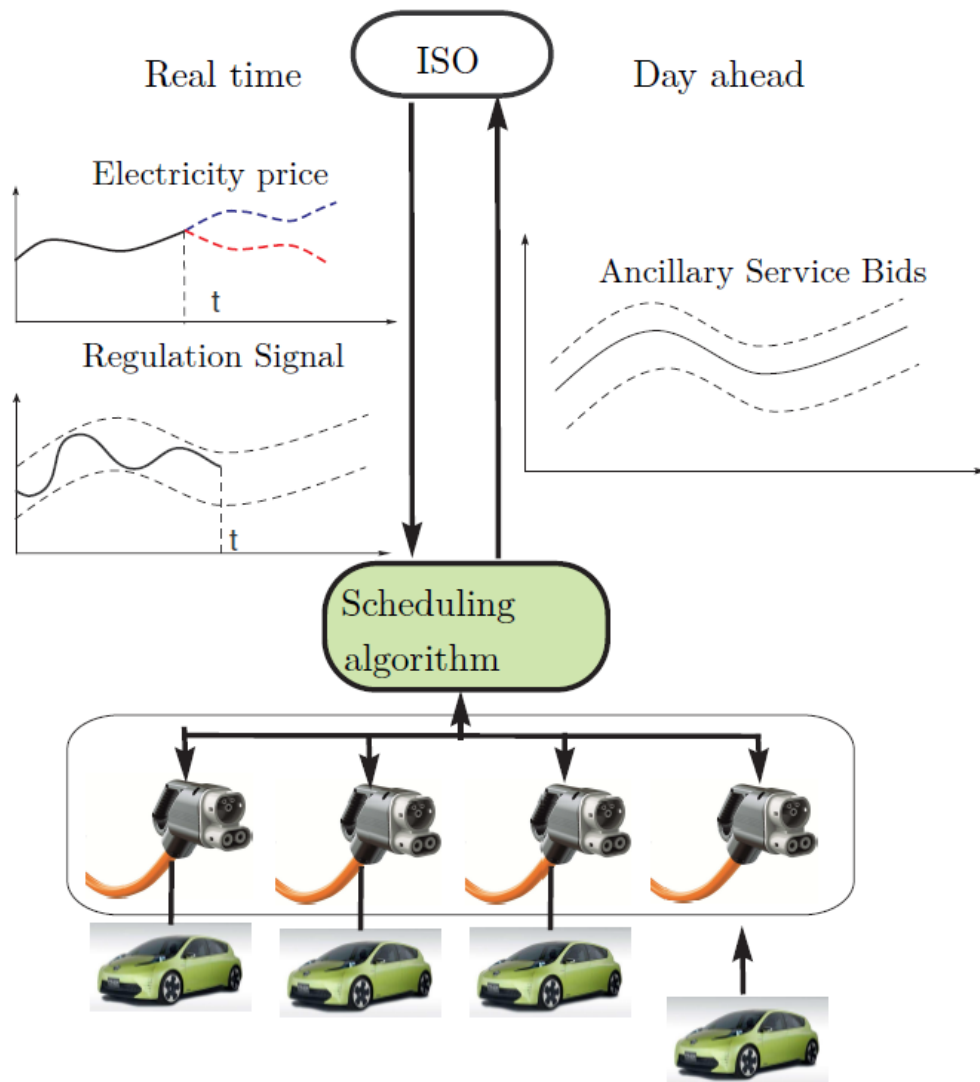 ISO
Real time
Day ahead
Electricity price
t
Ancillary Service Bids
Regulation Signal
t
Scheduling
algorithm